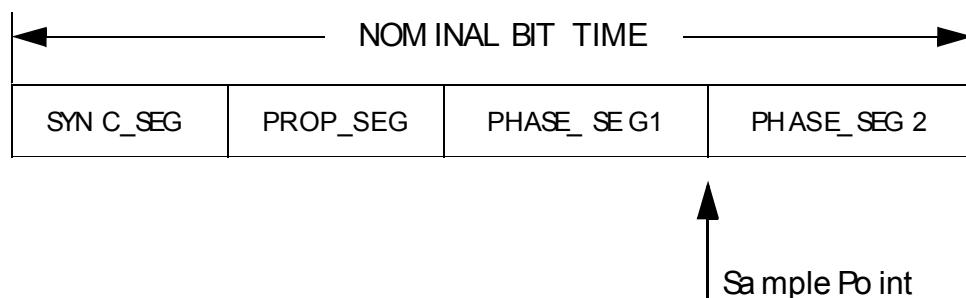 NOMINAL BIT TIME
SYNC_SEG PROP_SEG PHASE_SEG1 PHASE_SEG2
Sample Point